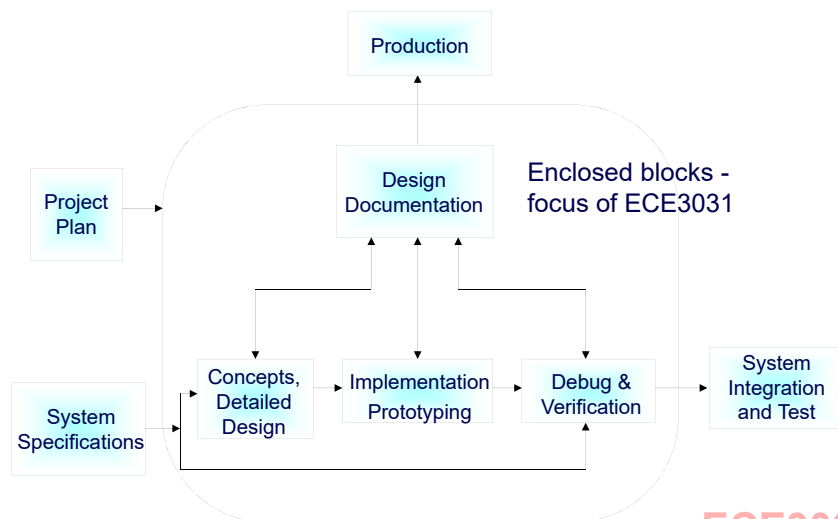 Production
Design
Documentation
Enclosed blocks -
focus of ECE3031
Project
Plan
Concepts,
Detailed
Design
Implementation
Prototyping
Debug &
Verification
System
Integration
and Test
System
Specifications